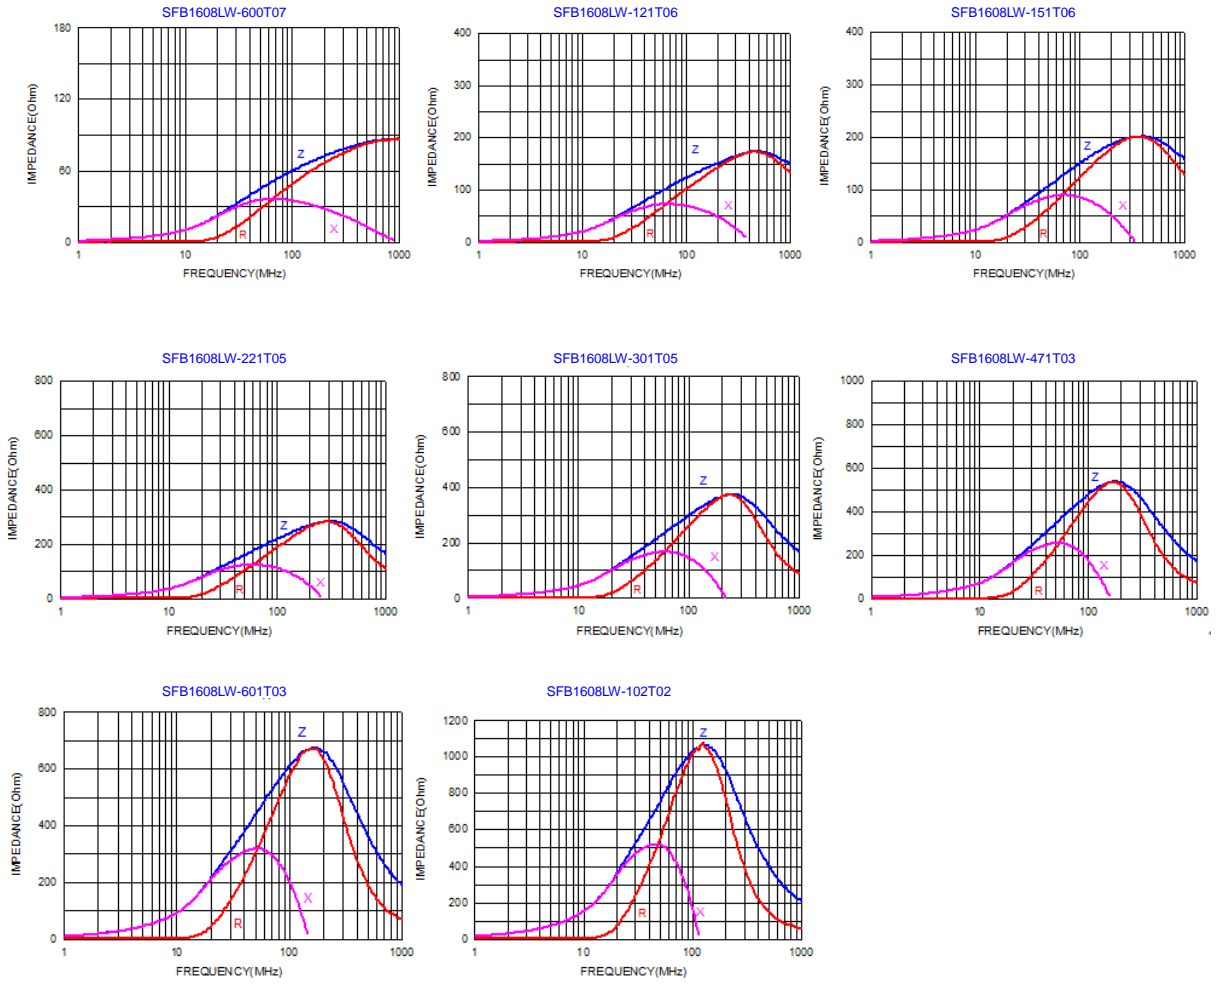 SFB1608LW-600T07
180
120
60
0
IMPEDANCE(Ohm)
Z
R
X
1
10
100
1000
FREQUENCY(MHz)
SFB1608LW-121T06
400
300
200
100
0
IMPEDANCE(Ohm)
Z
X
R
1
10
100
1000
FREQUENCY(MHz)
SFB1608LW-151T06
400
300
200
100
0
IMPEDANCE(Ohm)
Z
X
R
1
10
100
1000
FREQUENCY(MHz)
SFB1608LW-221T05
800
600
400
200
0
IMPEDANCE(Ohm)
Z
X
R
1
10
100
1000
FREQUENCY(MHz)
SFB1608LW-301T05
800
600
400
200
0
IMPEDANCE(Ohm)
Z
X
R
1
10
100
1000
FREQUENCY(MHz)
SFB1608LW-471T03
1000
800
600
400
200
0
IMPEDANCE(Ohm)
Z
X
R
1
10
100
1000
FREQUENCY(MHz)
SFB1608LW-601T03
800
600
400
200
0
IMPEDANCE(Ohm)
Z
X
R
1
10
100
1000
FREQUENCY(MHz)
SFB1608LW-102T02
1200
1000
800
600
400
200
0
IMPEDANCE(Ohm)
Z
R
X
1
10
100
1000
FREQUENCY(MHz)